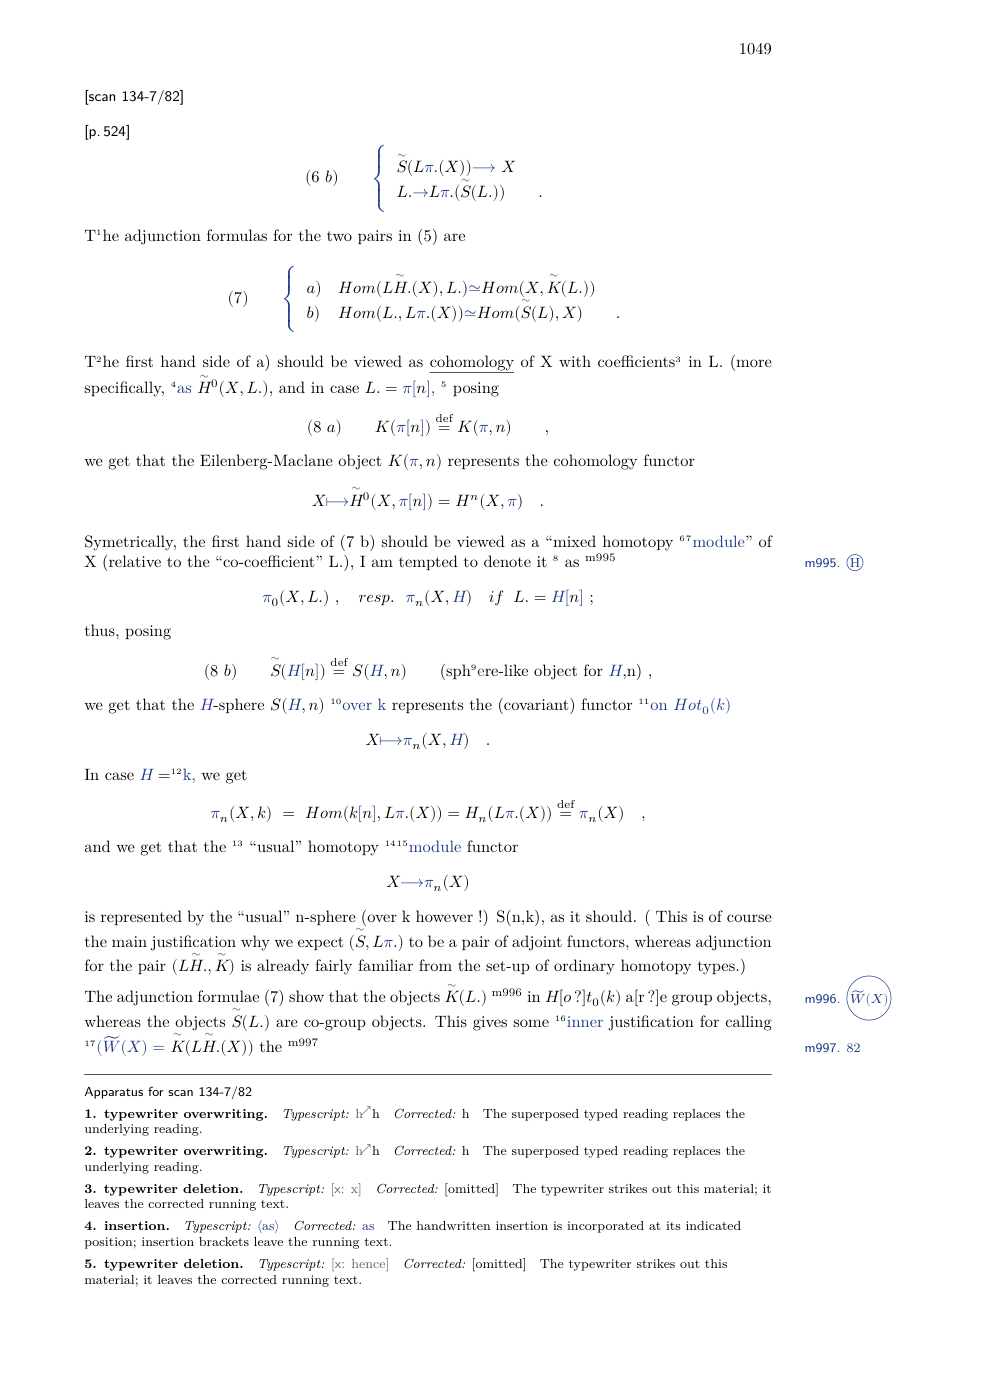 1049
[scan 134-7/82]
[p. 524]
(6 b) { S̃(Lπ.(X))⟶ X
L.→Lπ.(S̃(L.)) .
T¹he adjunction formulas for the two pairs in (5) are
(7) { a) Hom(LH̃.(X), L.)≃Hom(X, K̃(L.))
b) Hom(L., Lπ.(X))≃Hom(S̃(L), X) .
T²he first hand side of a) should be viewed as cohomology of X with coefficients³ in L. (more
specifically, ⁴as H̃⁰(X, L.), and in case L. = π[n], ⁵ posing
(8 a) K(π[n]) def= K(π, n) ,
we get that the Eilenberg-Maclane object K(π, n) represents the cohomology functor
X⟼H̃⁰(X, π[n]) = Hⁿ(X, π) .
Symetrically, the first hand side of (7 b) should be viewed as a “mixed homotopy ⁶⁷module” of
X (relative to the “co-coefficient” L.), I am tempted to denote it ⁸ as ᵐ⁹⁹⁵
m995. Ⓗ
π₀(X, L.) , resp. πₙ(X, H) if L. = H[n] ;
thus, posing
(8 b) S̃(H[n]) def= S(H, n) (sph⁹ere-like object for H,n) ,
we get that the H-sphere S(H, n) ¹⁰over k represents the (covariant) functor ¹¹on Hot₀(k)
X⟼πₙ(X, H) .
In case H =¹²k, we get
πₙ(X, k) = Hom(k[n], Lπ.(X)) = Hₙ(Lπ.(X)) def= πₙ(X) ,
and we get that the ¹³ “usual” homotopy ¹⁴¹⁵module functor
X⟶πₙ(X)
is represented by the “usual” n-sphere (over k however !) S(n,k), as it should. ( This is of course
the main justification why we expect (S̃, Lπ.) to be a pair of adjoint functors, whereas adjunction
for the pair (LH̃., K̃) is already fairly familiar from the set-up of ordinary homotopy types.)
The adjunction formulae (7) show that the objects K̃(L.) ᵐ⁹⁹⁶ in H[o ?]t₀(k) a[r ?]e group objects,
m996. W̃(X)
whereas the objects S̃(L.) are co-group objects. This gives some ¹⁶inner justification for calling
¹⁷(W̃(X) = K̃(LH̃.(X)) the ᵐ⁹⁹⁷
m997. 82
Apparatus for scan 134-7/82
1. typewriter overwriting. Typescript: h↗h Corrected: h The superposed typed reading replaces the
underlying reading.
2. typewriter overwriting. Typescript: h↗h Corrected: h The superposed typed reading replaces the
underlying reading.
3. typewriter deletion. Typescript: [x: x] Corrected: [omitted] The typewriter strikes out this material; it
leaves the corrected running text.
4. insertion. Typescript: ⟨as⟩ Corrected: as The handwritten insertion is incorporated at its indicated
position; insertion brackets leave the running text.
5. typewriter deletion. Typescript: [x: hence] Corrected: [omitted] The typewriter strikes out this
material; it leaves the corrected running text.